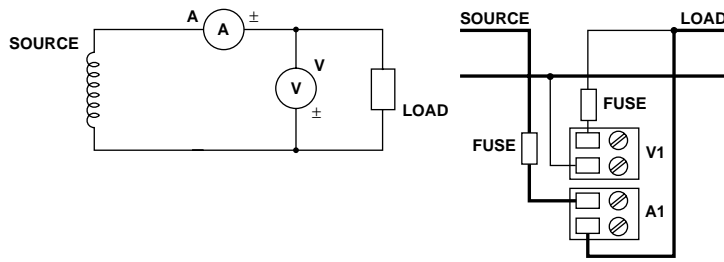 A ±
A
SOURCE
V
V
±
LOAD
SOURCE
LOAD
FUSE
FUSE
V1
A1